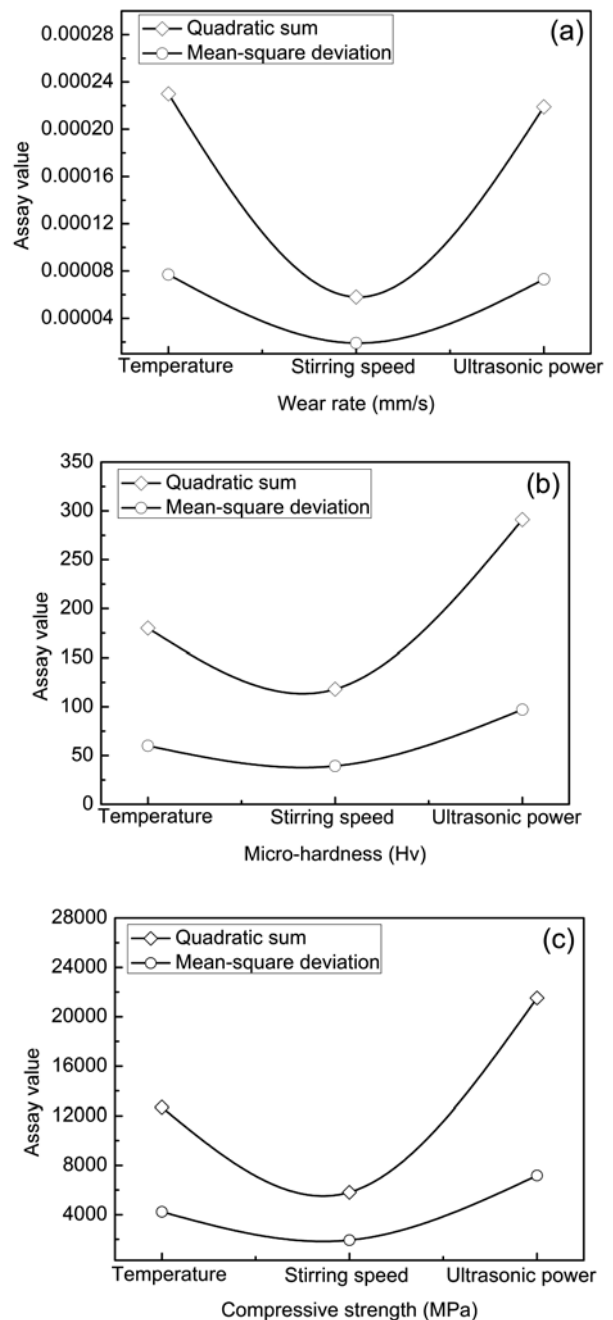 (a)
Quadratic sum
Mean-square deviation
0.00028
0.00024
0.00020
0.00016
0.00012
0.00008
0.00004
Assay value
Temperature Stirring speed Ultrasonic power
Wear rate (mm/s)
(b)
Quadratic sum
Mean-square deviation
350
300
250
200
150
100
50
0
Assay value
Temperature Stirring speed Ultrasonic power
Micro-hardness (Hv)
(c)
Quadratic sum
Mean-square deviation
28000
24000
20000
16000
12000
8000
4000
Assay value
Temperature Stirring speed Ultrasonic power
Compressive strength (MPa)